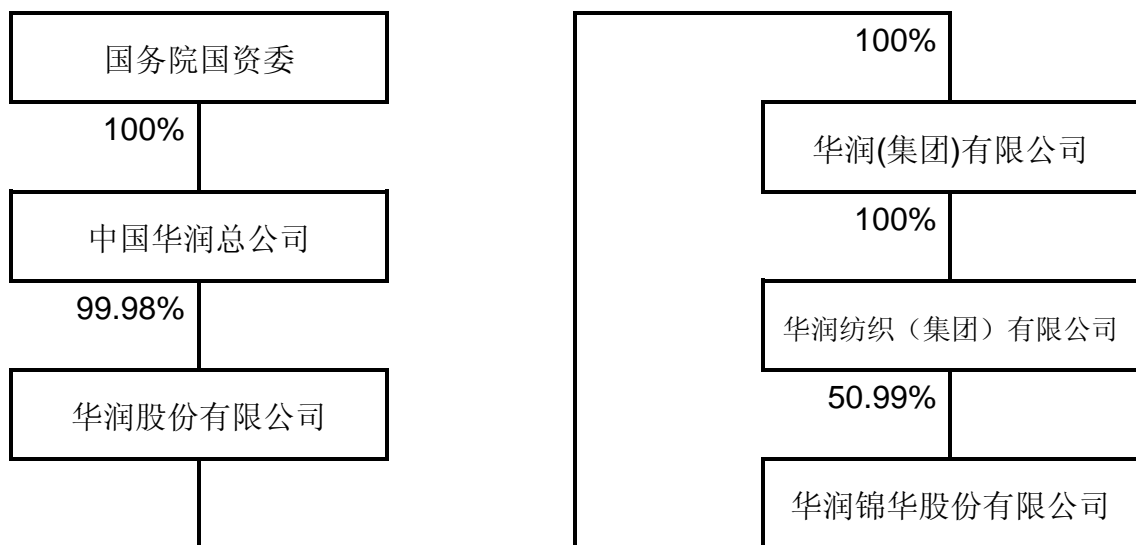 国务院国资委
100%
中国华润总公司
99.98%
华润股份有限公司
100%
华润(集团)有限公司
100%
华润纺织（集团）有限公司
50.99%
华润锦华股份有限公司